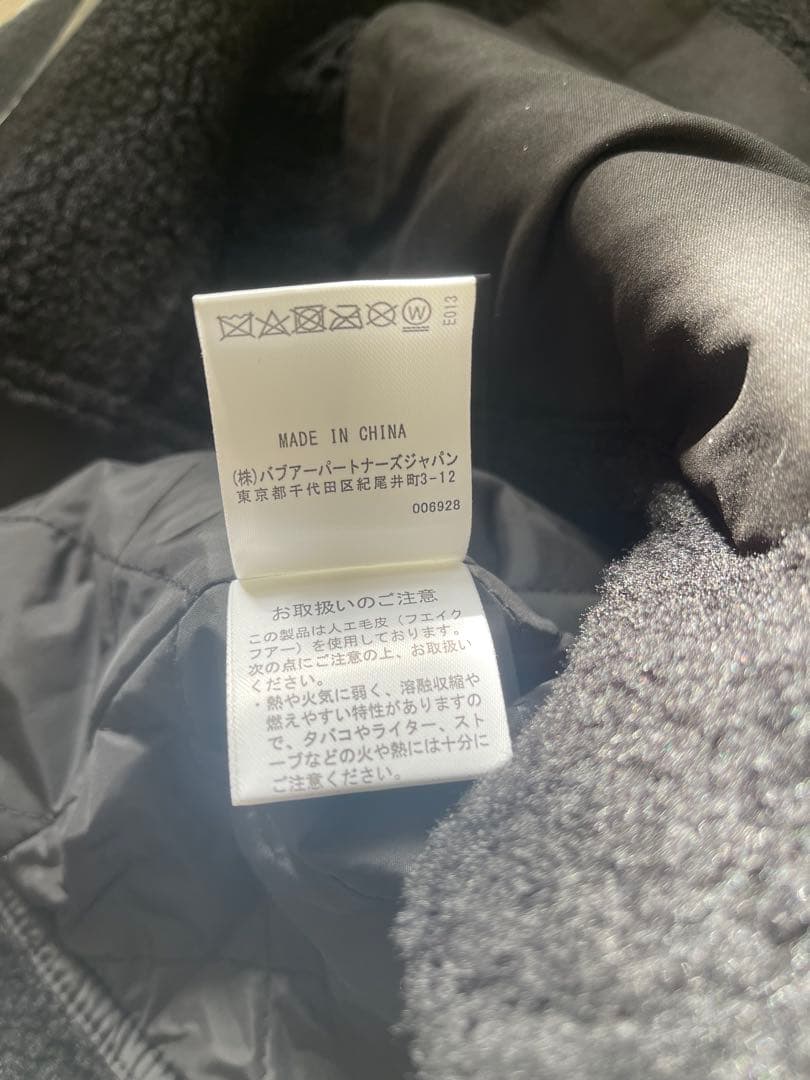 W
E013
MADE IN CHINA
(株)バブアーパートナーズジャパン
東京都千代田区紀尾井町3-12
006928
お取扱いのご注意
この製品は人工毛皮(フエイク
フアー)を使用しております。
次の点にご注意の上、お取扱い
ください。
・熱や火気に弱く、溶融収縮や
燃えやすい特性がありますの
で、タバコやライター、スト
ーブなどの火や熱には十分に
ご注意ください。